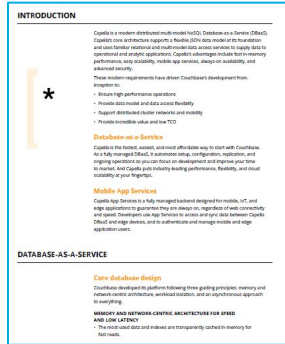 INTRODUCTION
Capella is a modern distributed multi-model NoSQL Database-as-a-Service (DBaaS).
Capella's core architecture supports a flexible JSON data model at its foundation
and uses familiar relational and multi-model data access services to supply data to
operational and analytic applications. Capella's advantages include fast in-memory
performance, easy scalability, mobile app services, always-on availability, and
advanced security.
These modern requirements have driven Couchbase's development from
inception to:
• Ensure high-performance operations
• Provide data model and data access flexibility
• Support distributed cluster networks and mobility
• Provide incredible value and low TCO
*
Database-as-a-Service
Capella is the fastest, easiest, and most affordable way to start with Couchbase.
As a fully managed DBaaS, it automates setup, configuration, replication, and
ongoing operations so you can focus on development and improve your time
to market. And Capella puts industry-leading performance, flexibility, and cloud
scalability at your fingertips.
Mobile App Services
Capella App Services is a fully managed backend designed for mobile, IoT, and
edge applications to guarantee they are always on, regardless of web connectivity
and speed. Developers use App Services to access and sync data between Capella
DBaaS and edge devices, and to authenticate and manage mobile and edge
application users.
DATABASE-AS-A-SERVICE
Core database design
Couchbase developed its platform following three guiding principles: memory and
network-centric architecture, workload isolation, and an asynchronous approach
to everything.
MEMORY AND NETWORK-CENTRIC ARCHITECTURE FOR SPEED
AND LOW LATENCY
• The most used data and indexes are transparently cached in memory for
fast reads.